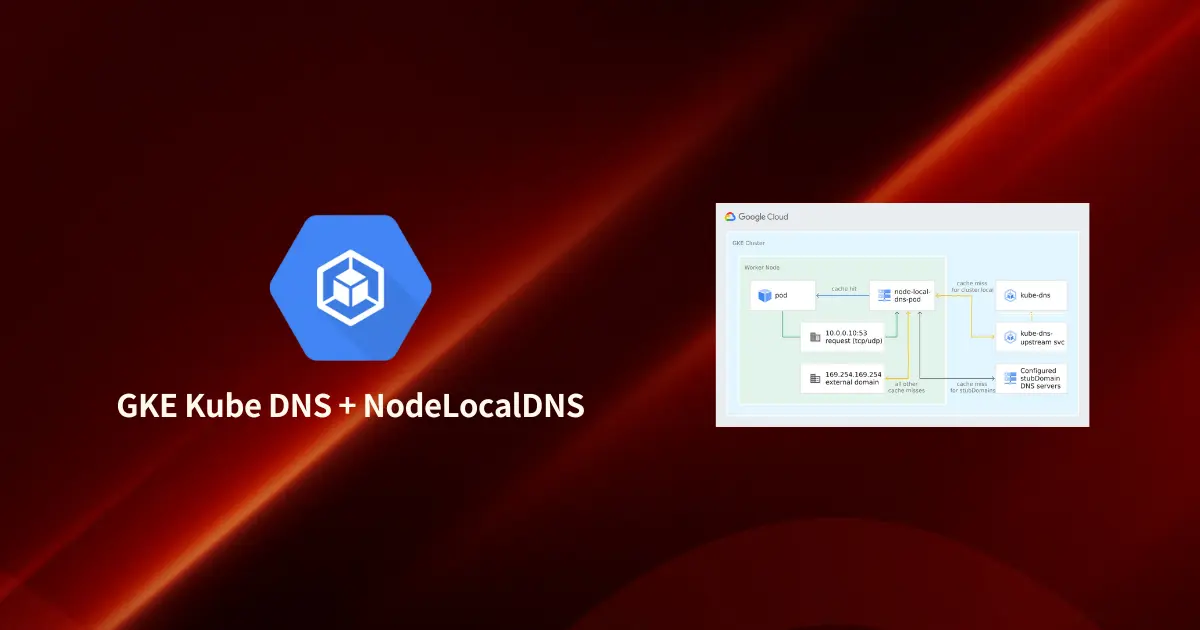 GKE Kube DNS + NodeLocalDNS
Google Cloud
GKE Cluster
Worker Node
pod
cache hit
node-local-
dns-pod
cache miss
for cluster.local
kube-dns
10.0.0.10:53
request (tcp/udp)
kube-dns-
upstream svc
169.254.169.254
external domain
all other
cache misses
cache miss
for stubDomains
Configured
stubDomain
DNS servers